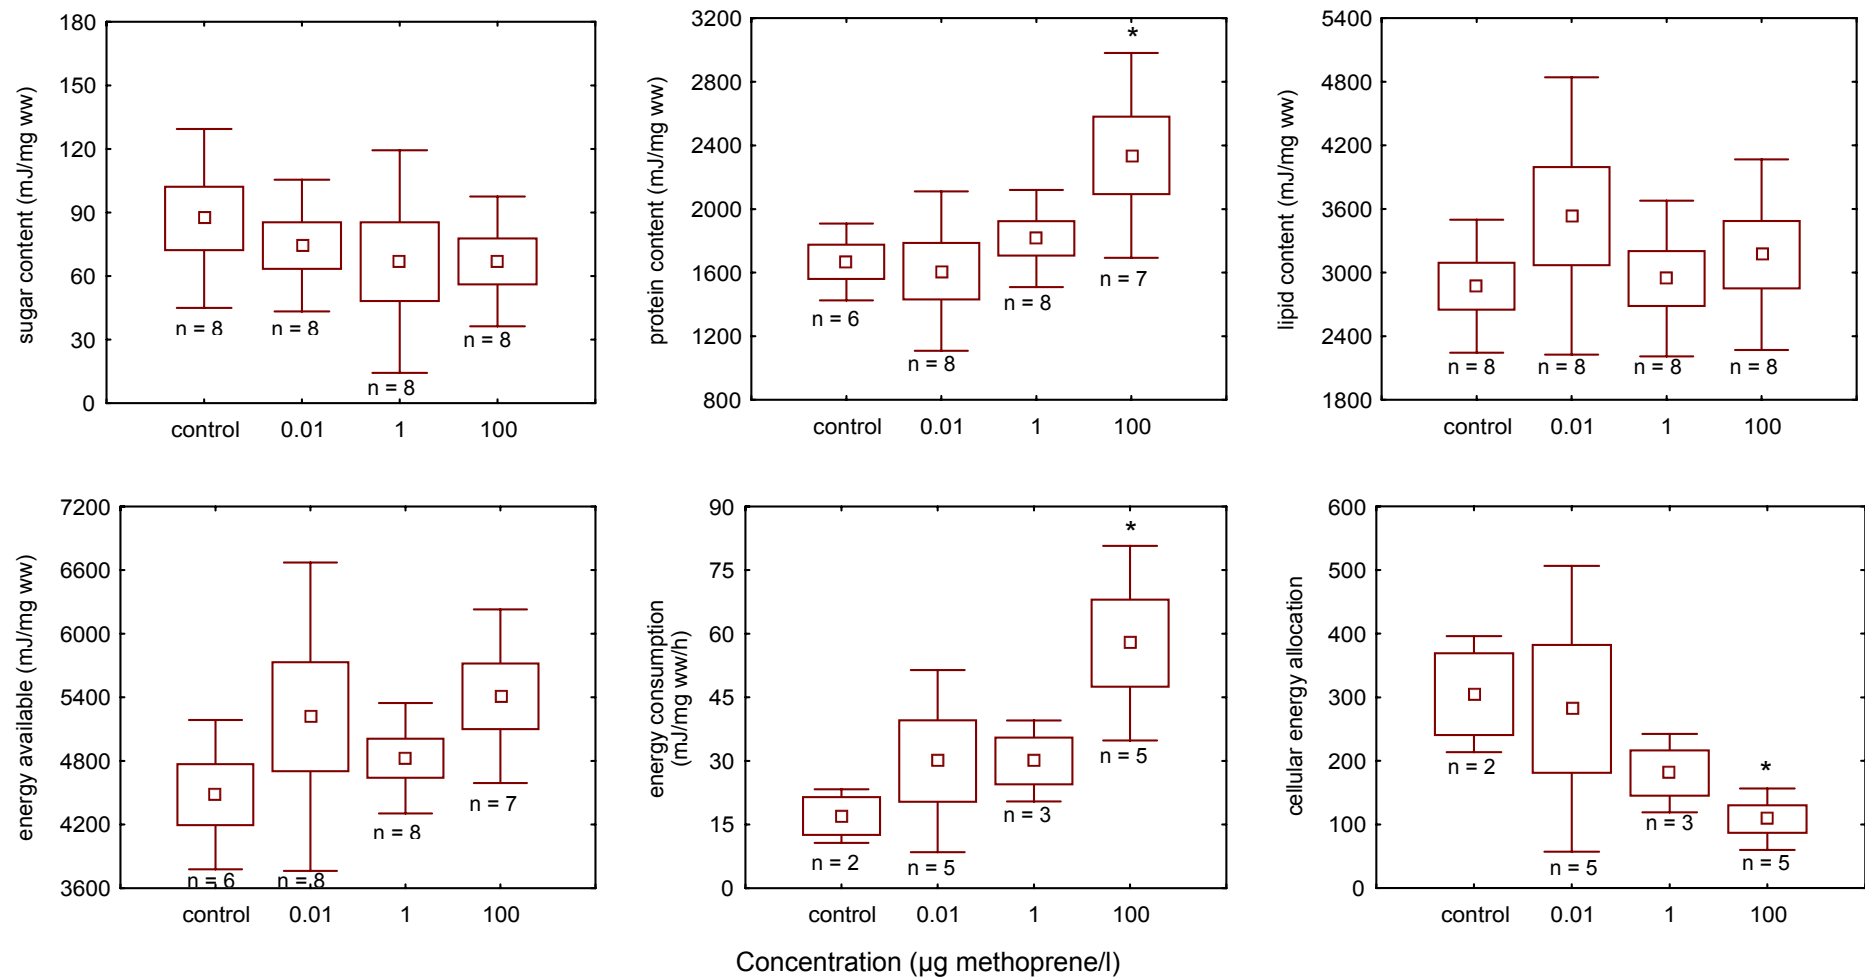 sugar content (mJ/mg ww)
180
150
120
90
60
30
0
n = 8
n = 8
n = 8
n = 8
control
0.01
1
100
protein content (mJ/mg ww)
3200
2800
2400
2000
1600
1200
800
*
n = 6
n = 8
n = 8
n = 7
control
0.01
1
100
lipid content (mJ/mg ww)
5400
4800
4200
3600
3000
2400
1800
n = 8
n = 8
n = 8
n = 8
control
0.01
1
100
energy available (mJ/mg ww)
7200
6600
6000
5400
4800
4200
3600
n = 6
n = 8
n = 8
n = 7
control
0.01
1
100
energy consumption
(mJ/mg ww/h)
90
75
60
45
30
15
0
*
n = 2
n = 5
n = 3
n = 5
control
0.01
1
100
cellular energy allocation
600
500
400
300
200
100
0
*
n = 2
n = 5
n = 3
n = 5
control
0.01
1
100
Concentration (µg methoprene/l)